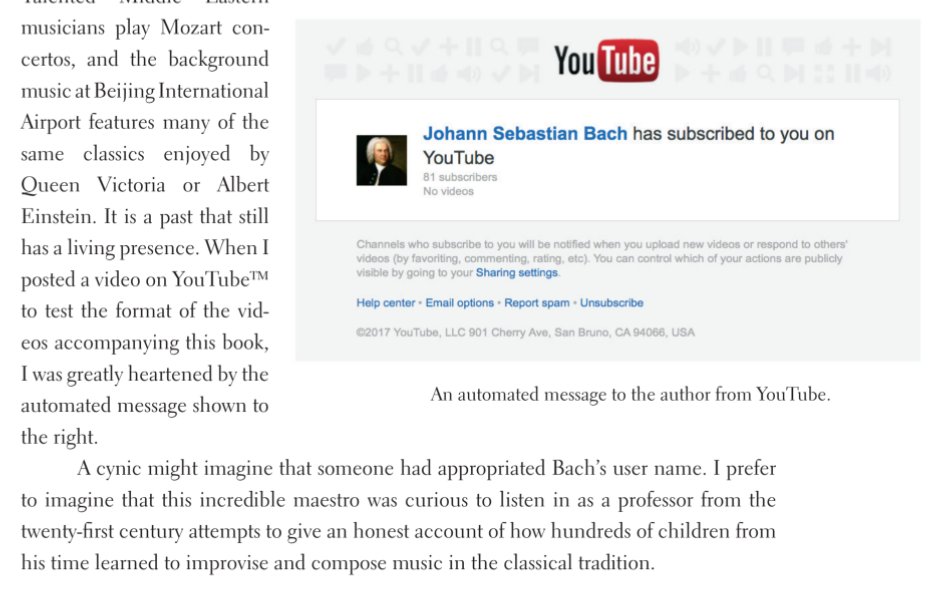 Talented Middle Eastern
musicians play Mozart con-
certos, and the background
music at Beijing International
Airport features many of the
same classics enjoyed by
Queen Victoria or Albert
Einstein. It is a past that still
has a living presence. When I
posted a video on YouTube™
to test the format of the vid-
eos accompanying this book,
I was greatly heartened by the
automated message shown to
the right.
YouTube
Johann Sebastian Bach has subscribed to you on
YouTube
81 subscribers
No videos
Channels who subscribe to you will be notified when you upload new videos or respond to others'
videos (by favoriting, commenting, rating, etc). You can control which of your actions are publicly
visible by going to your Sharing settings.
Help center • Email options • Report spam • Unsubscribe
©2017 YouTube, LLC 901 Cherry Ave, San Bruno, CA 94066, USA
An automated message to the author from YouTube.
A cynic might imagine that someone had appropriated Bach’s user name. I prefer
to imagine that this incredible maestro was curious to listen in as a professor from the
twenty-first century attempts to give an honest account of how hundreds of children from
his time learned to improvise and compose music in the classical tradition.